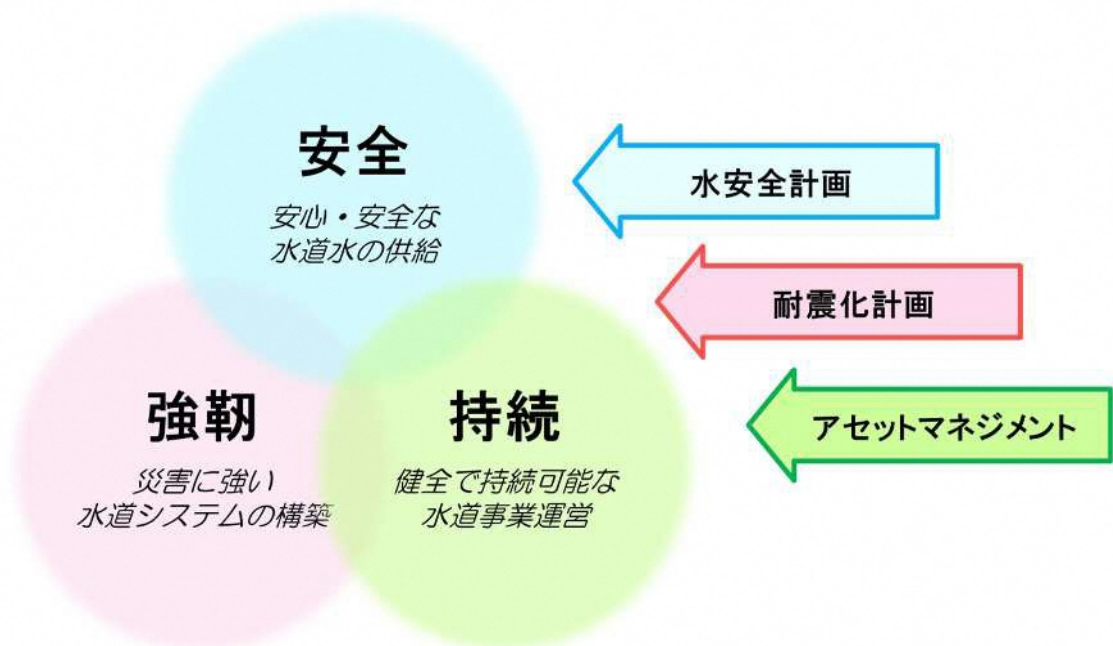 安全
安心・安全な
水道水の供給
水安全計画
耐震化計画
アセットマネジメント
強靭
災害に強い
水道システムの構築
持続
健全で持続可能な
水道事業運営